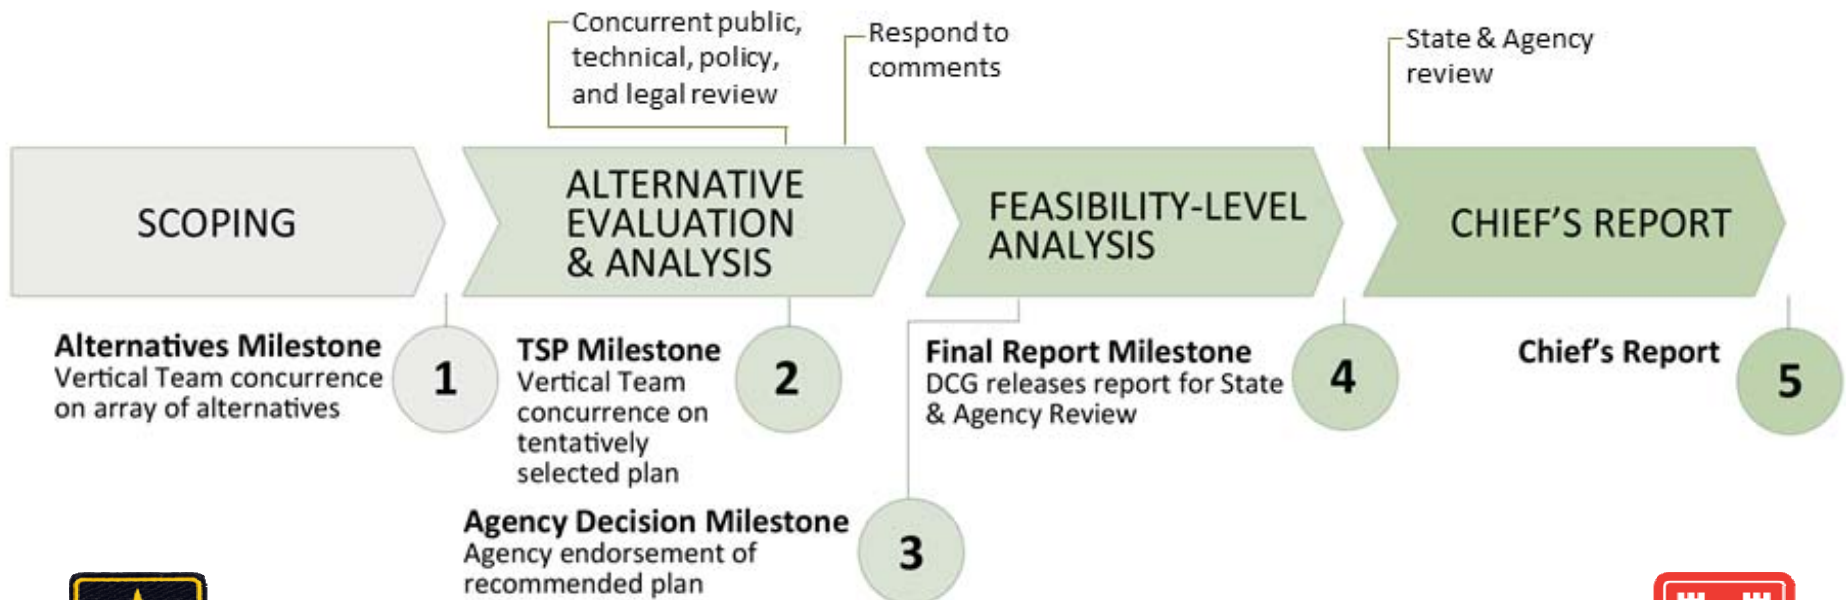 Concurrent public,
technical, policy,
and legal review
Respond to
comments
State & Agency
review
SCOPING
ALTERNATIVE
EVALUATION
& ANALYSIS
FEASIBILITY-LEVEL
ANALYSIS
CHIEF’S REPORT
Alternatives Milestone
Vertical Team concurrence
on array of alternatives
1
TSP Milestone
Vertical Team
concurrence on
tentatively
selected plan
2
Agency Decision Milestone
Agency endorsement of
recommended plan
3
Final Report Milestone
DCG releases report for State
& Agency Review
4
Chief’s Report
5